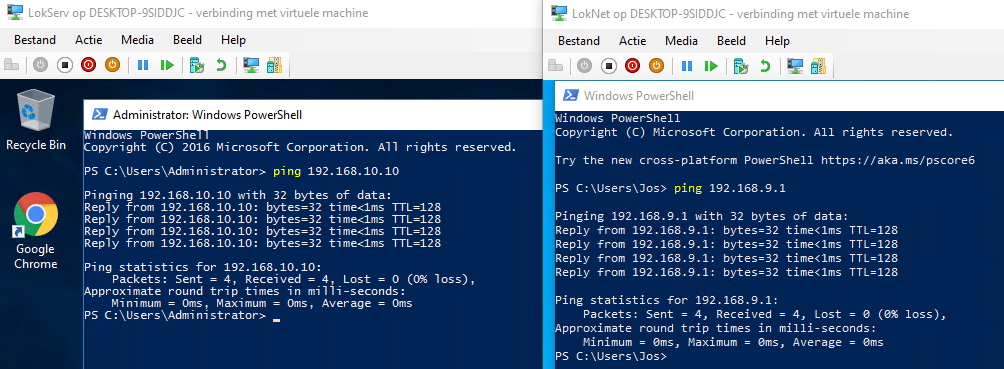 LokServ op DESKTOP-9SIDDJC - verbinding met virtuele machine
Bestand Actie Media Beeld Help
Recycle Bin
Google
Chrome
Administrator: Windows PowerShell
Windows PowerShell
Copyright (C) 2016 Microsoft Corporation. All rights reserved.
PS C:\Users\Administrator> ping 192.168.10.10
Pinging 192.168.10.10 with 32 bytes of data:
Reply from 192.168.10.10: bytes=32 time<1ms TTL=128
Reply from 192.168.10.10: bytes=32 time<1ms TTL=128
Reply from 192.168.10.10: bytes=32 time<1ms TTL=128
Reply from 192.168.10.10: bytes=32 time<1ms TTL=128
Ping statistics for 192.168.10.10:
Packets: Sent = 4, Received = 4, Lost = 0 (0% loss),
Approximate round trip times in milli-seconds:
Minimum = 0ms, Maximum = 0ms, Average = 0ms
PS C:\Users\Administrator> _
LokNet op DESKTOP-9SIDDJC - verbinding met virtuele machine
Bestand Actie Media Beeld Help
Windows PowerShell
Windows PowerShell
Copyright (C) Microsoft Corporation. All rights reserved.
Try the new cross-platform PowerShell https://aka.ms/pscore6
PS C:\Users\Jos> ping 192.168.9.1
Pinging 192.168.9.1 with 32 bytes of data:
Reply from 192.168.9.1: bytes=32 time<1ms TTL=128
Reply from 192.168.9.1: bytes=32 time<1ms TTL=128
Reply from 192.168.9.1: bytes=32 time<1ms TTL=128
Reply from 192.168.9.1: bytes=32 time<1ms TTL=128
Ping statistics for 192.168.9.1:
Packets: Sent = 4, Received = 4, Lost = 0 (0% loss),
Approximate round trip times in milli-seconds:
Minimum = 0ms, Maximum = 0ms, Average = 0ms
PS C:\Users\Jos>